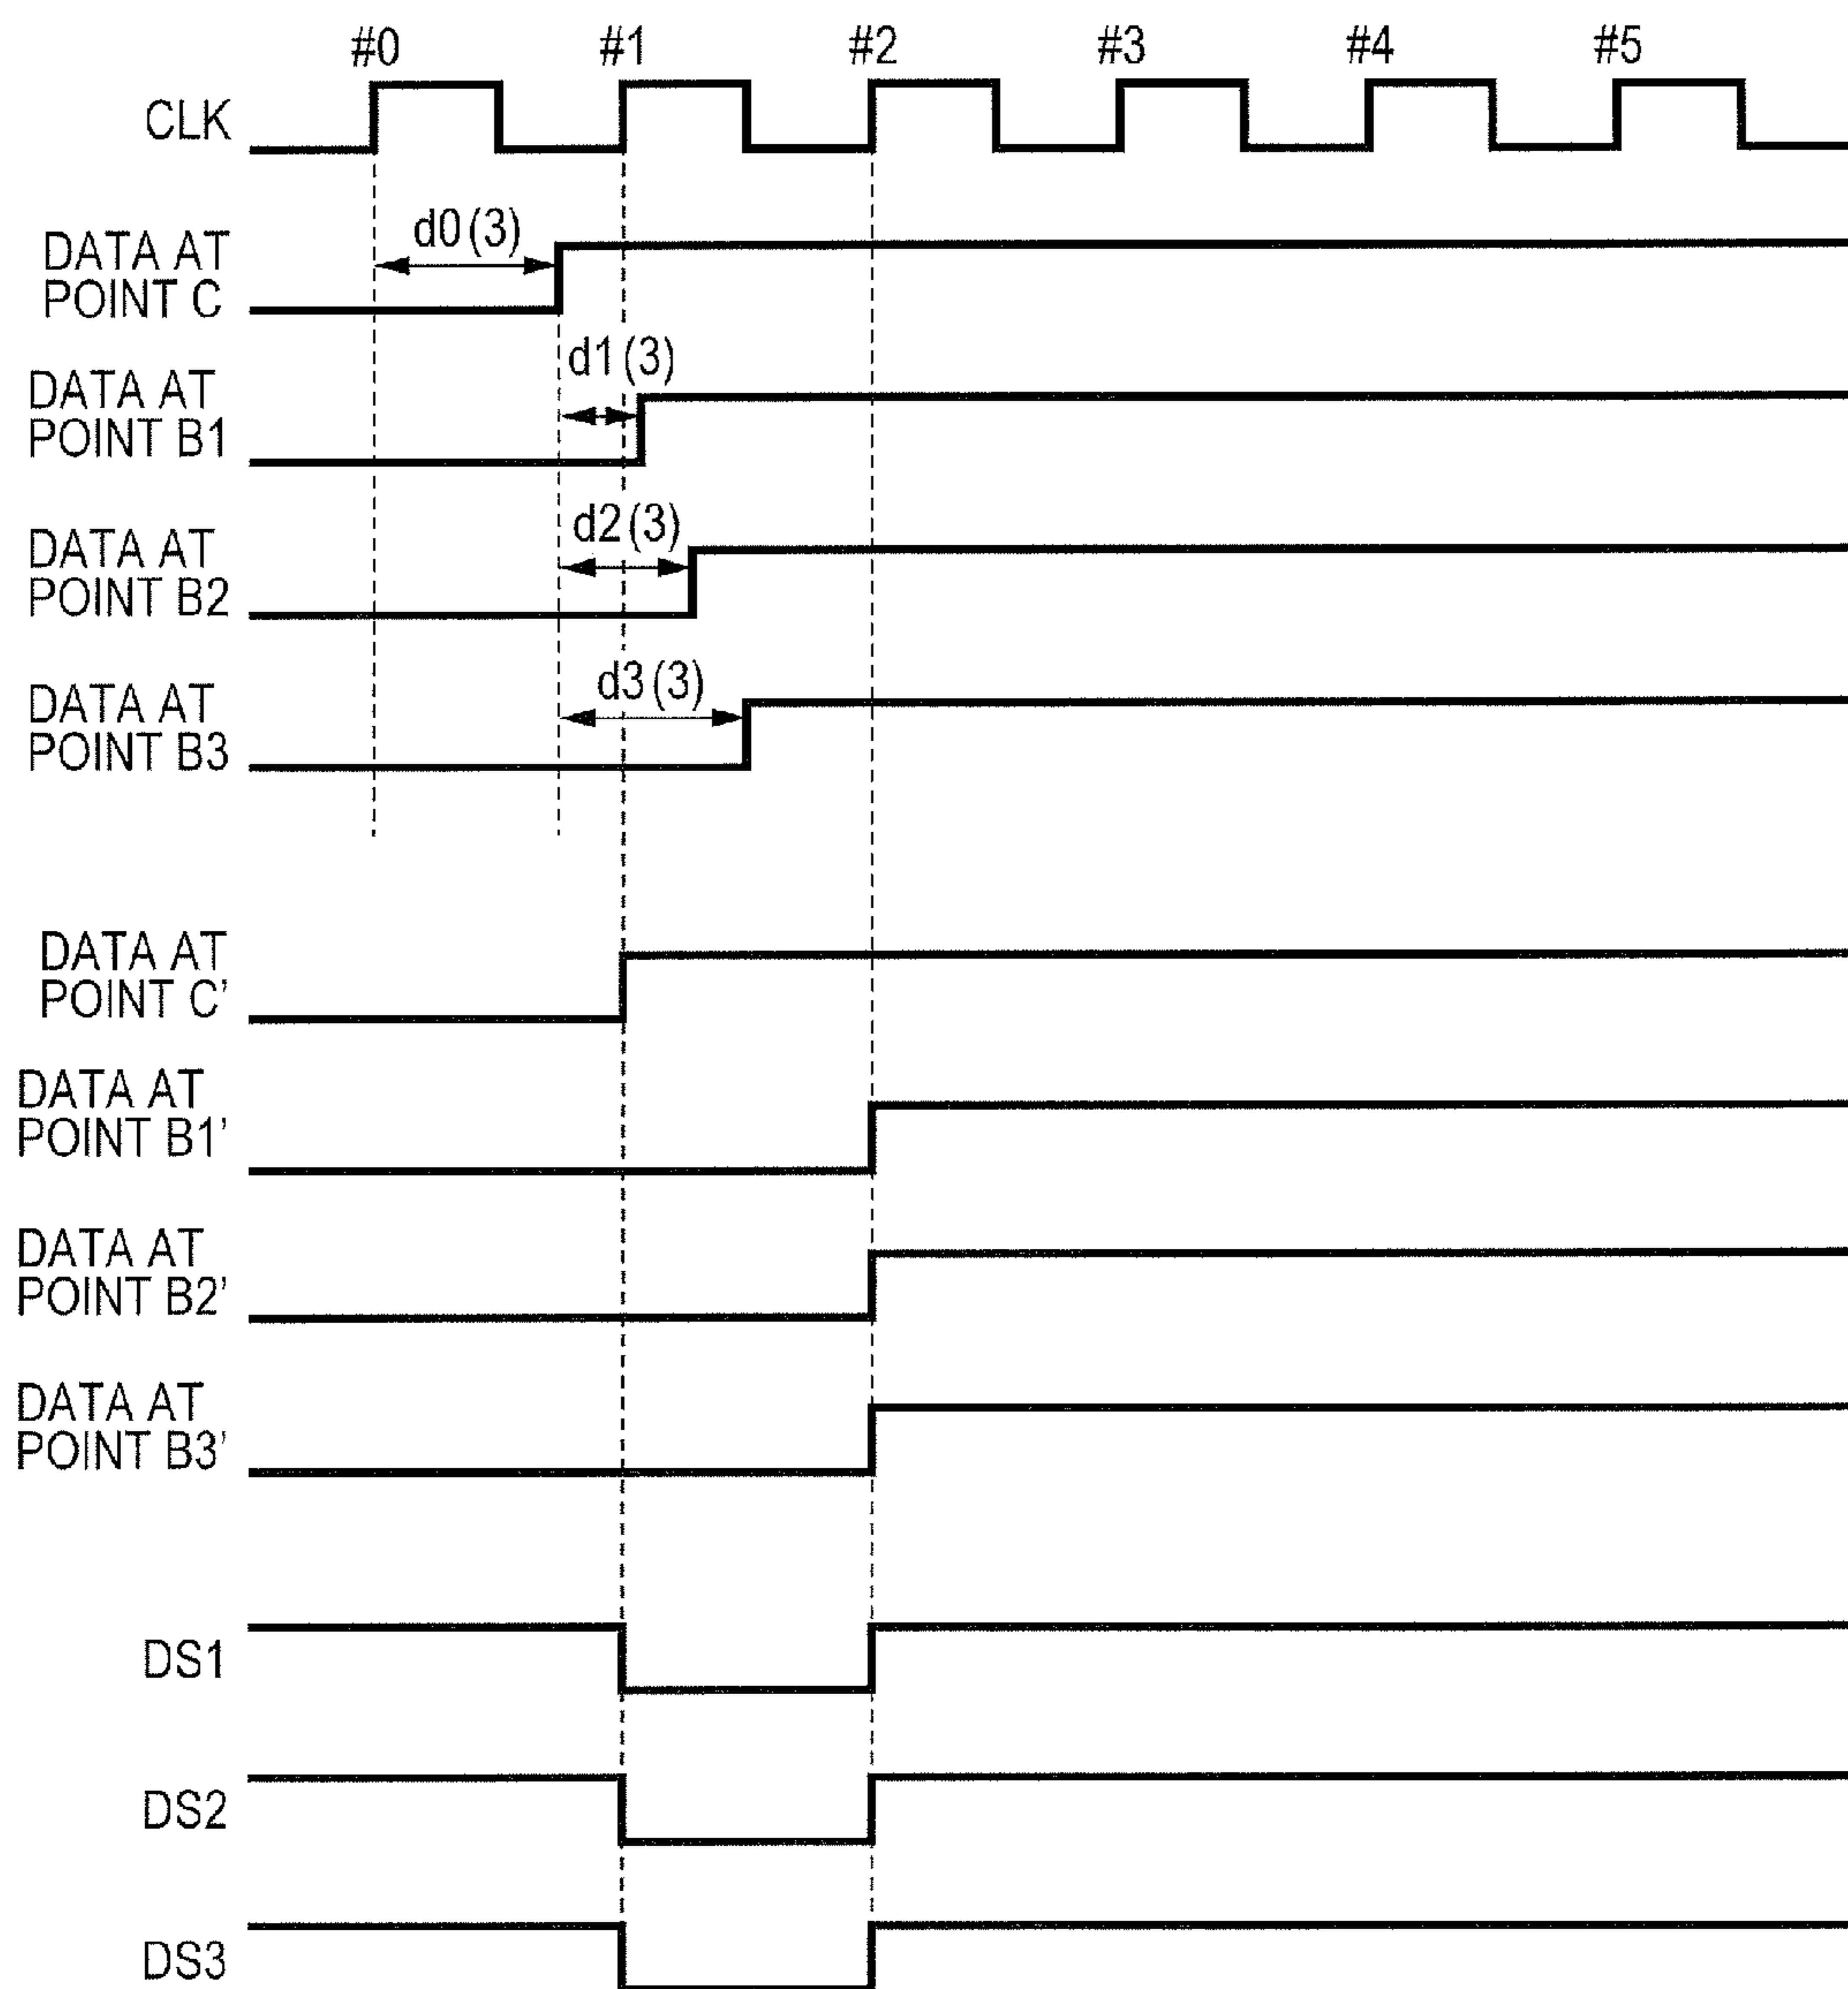 #0 #1 #2 #3 #4 #5
CLK
d0(3)
DATA AT
POINT C
d1(3)
DATA AT
POINT B1
d2(3)
DATA AT
POINT B2
d3(3)
DATA AT
POINT B3
DATA AT
POINT C'
DATA AT
POINT B1'
DATA AT
POINT B2'
DATA AT
POINT B3'
DS1
DS2
DS3